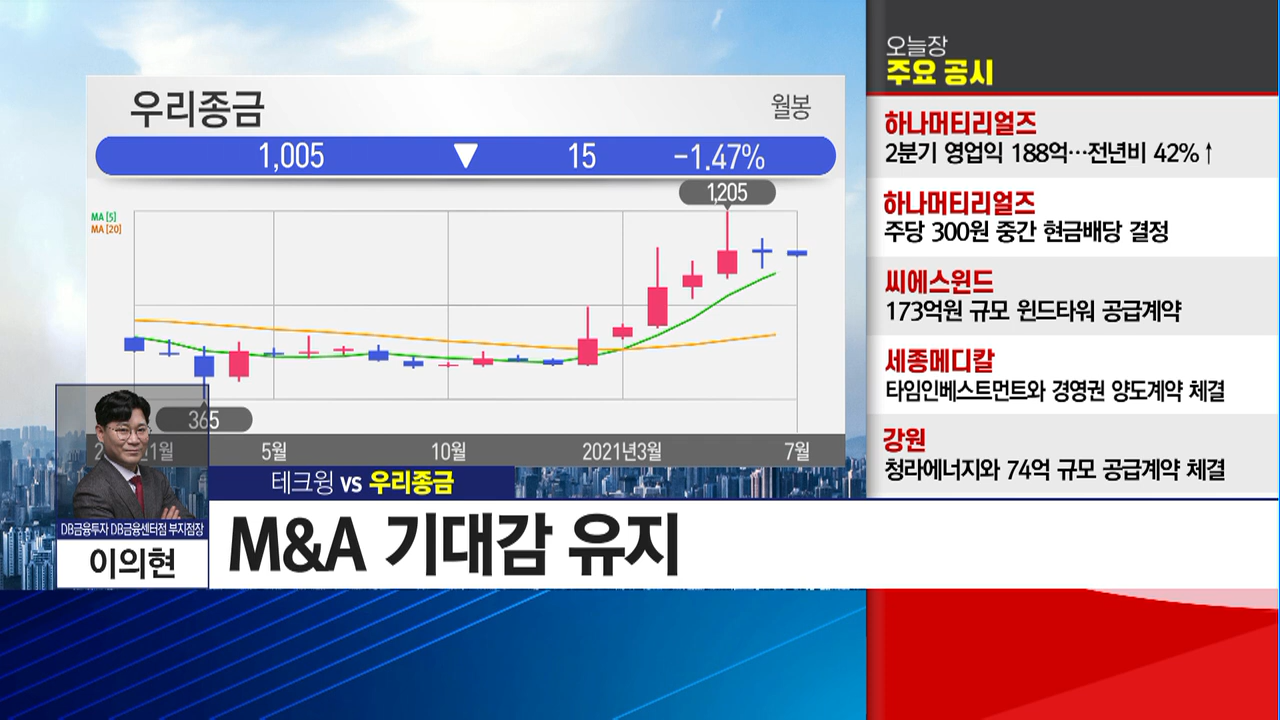 우리종금
월봉
1,005 ▼ 15 -1.47%
1,205
MA [5]
MA [20]
365
2 1월 5월 10월 2021년3월 7월
테크윙 vs 우리종금
M&A 기대감 유지
DB금융투자 DB금융센터점 부지점장
이의현
오늘장
주요 공시
하나머티리얼즈
2분기 영업익 188억…전년비 42%↑
하나머티리얼즈
주당 300원 중간 현금배당 결정
씨에스윈드
173억원 규모 윈드타워 공급계약
세종메디칼
타임인베스트먼트와 경영권 양도계약 체결
강원
청라에너지와 74억 규모 공급계약 체결